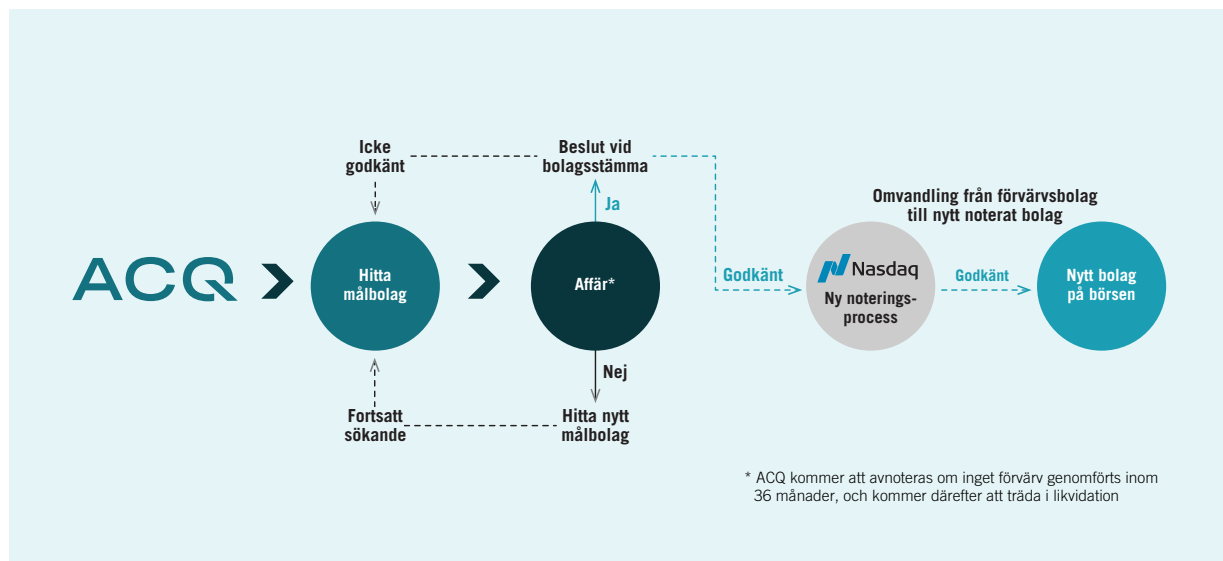 Icke
godkänt
Beslut vid
bolagsstämma
Ja
Omvandling från förvärvsbolag
till nytt noterat bolag
ACQ
Hitta
målbolag
Affär*
Godkänt
Nasdaq
Ny noterings-
process
Godkänt
Nytt bolag
på börsen
Nej
Fortsatt
sökande
Hitta nytt
målbolag
* ACQ kommer att avnoteras om inget förvärv genomförts inom
36 månader, och kommer därefter att träda i likvidation